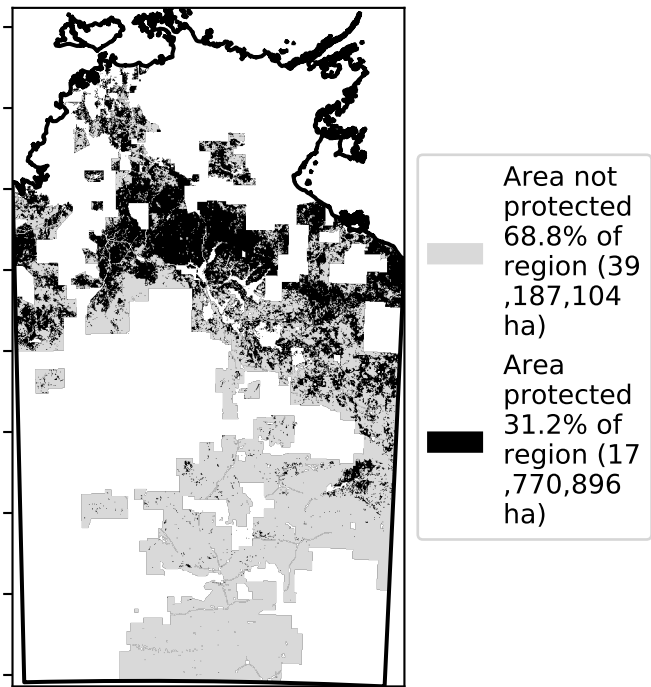 Area not
protected
68.8% of
region (39
,187,104
ha)
Area
protected
31.2% of
region (17
,770,896
ha)